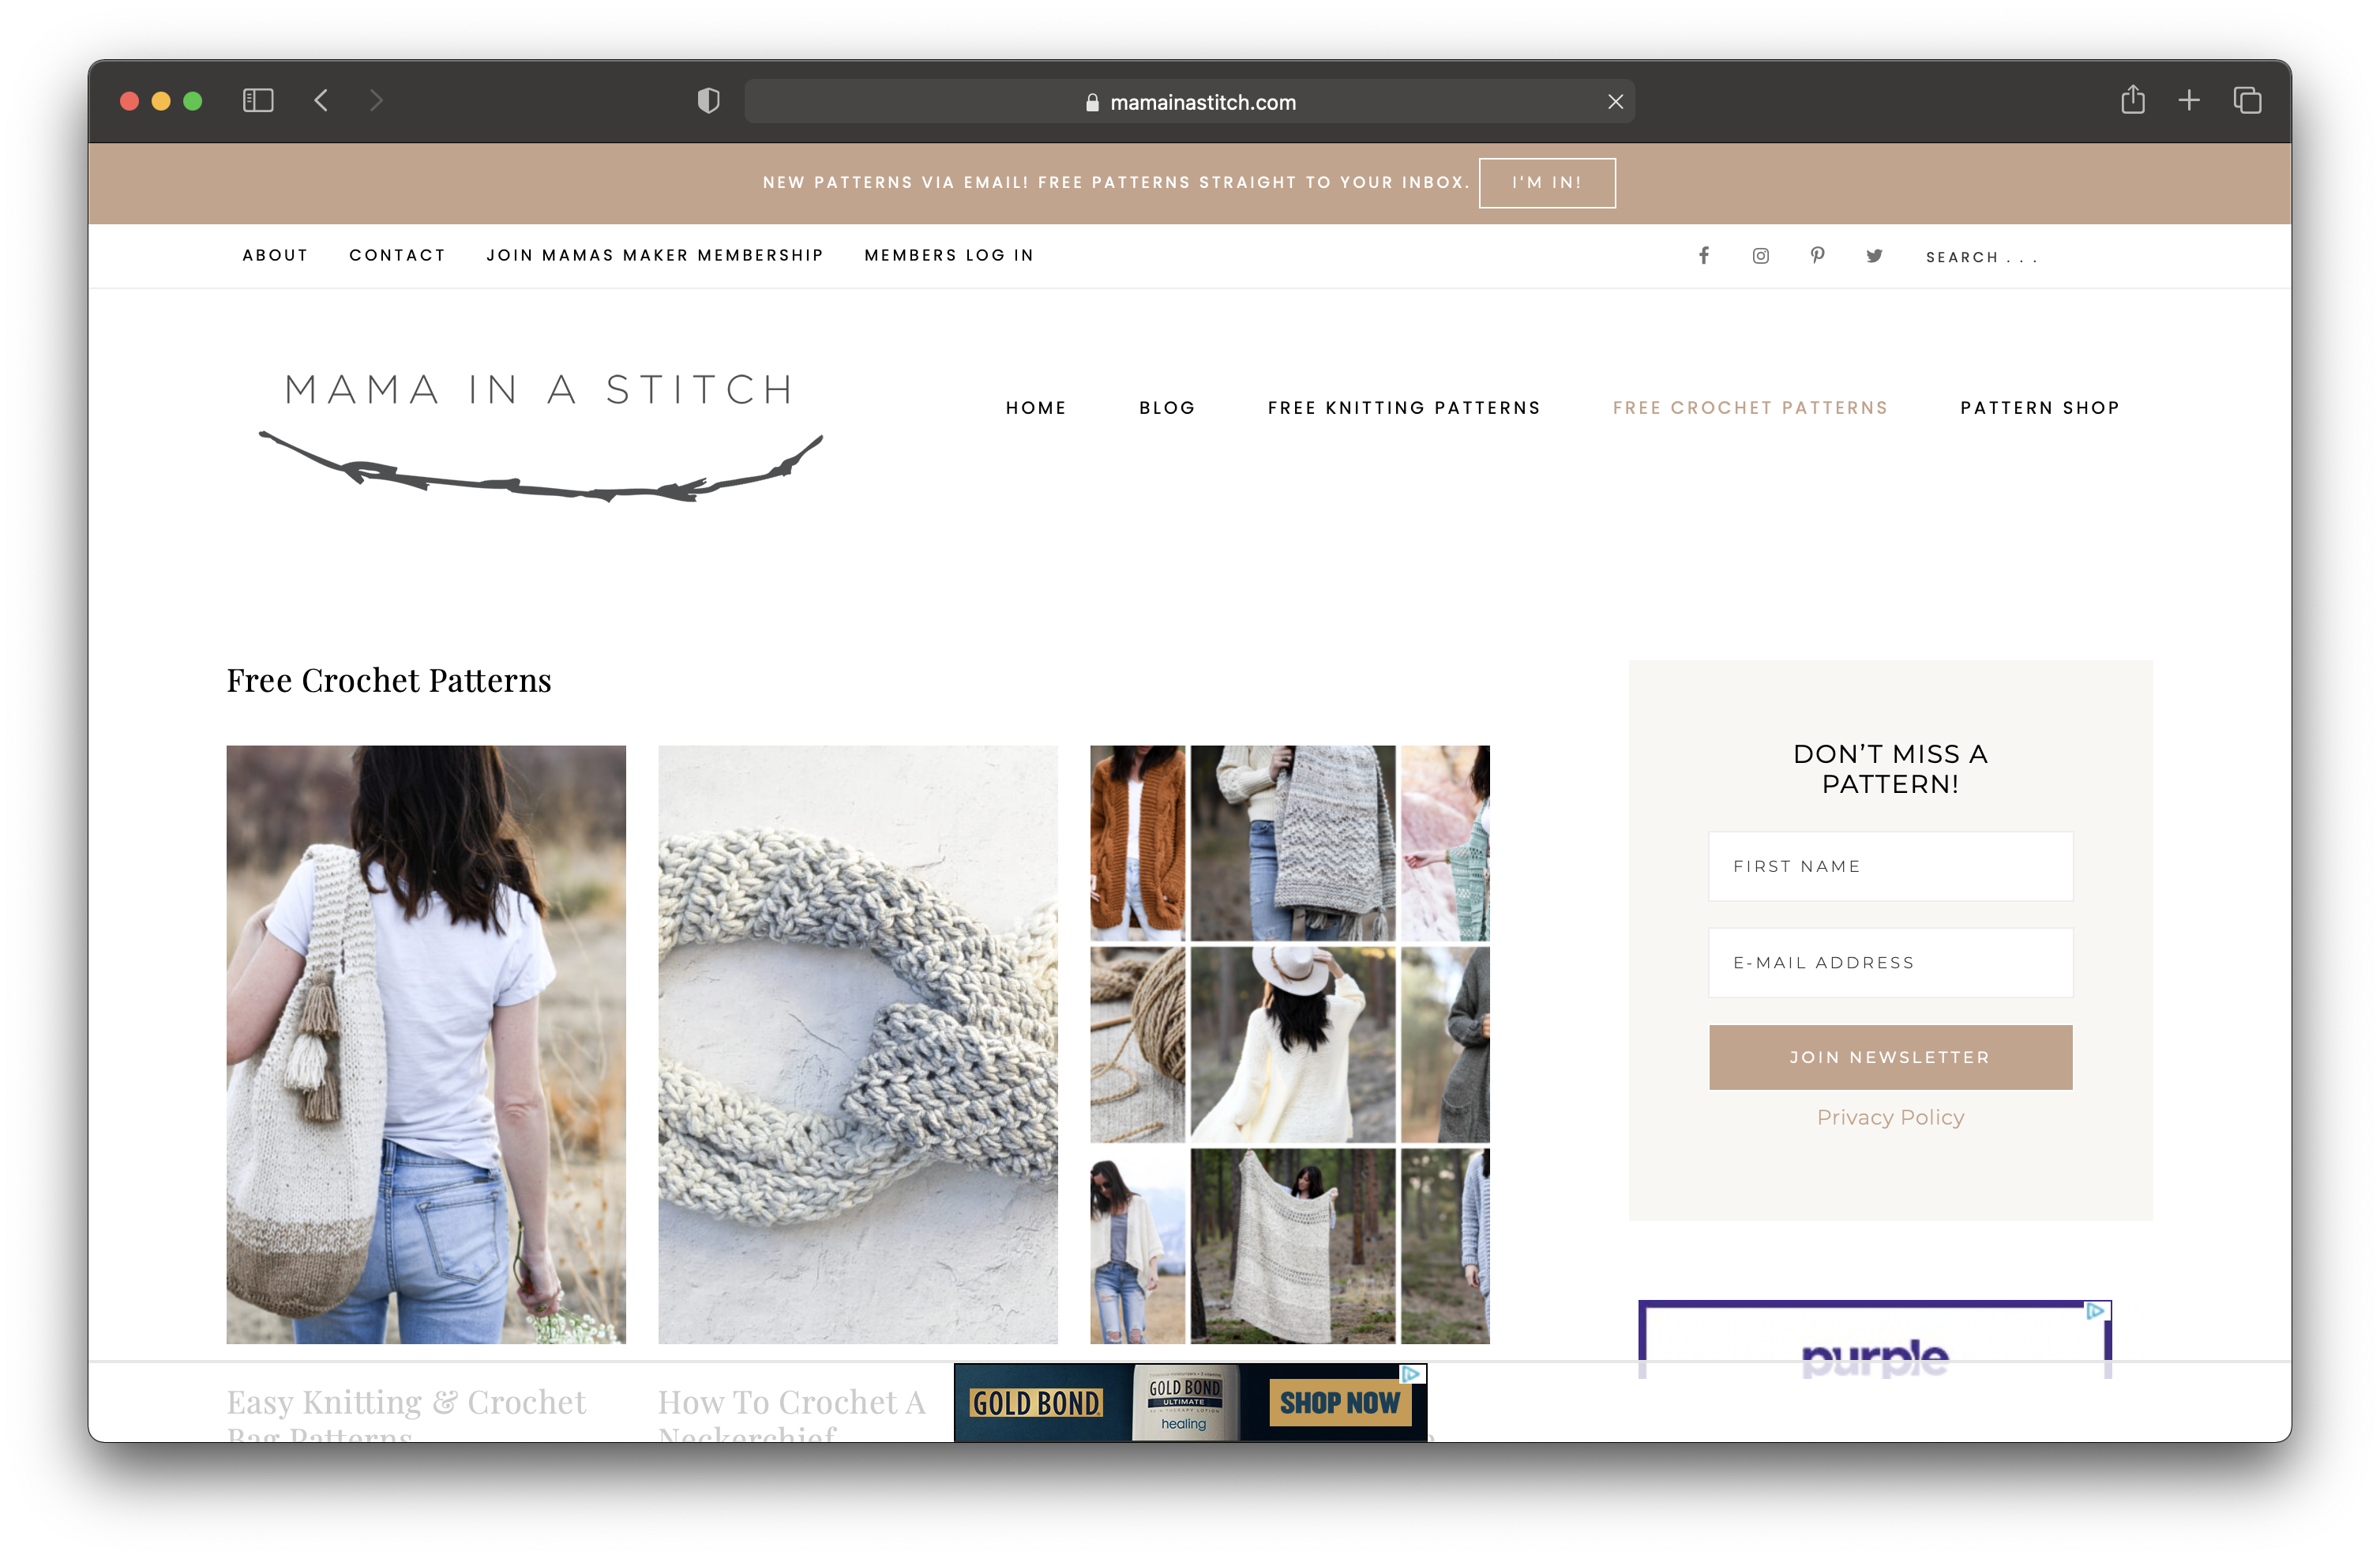 mamainastitch.com
NEW PATTERNS VIA EMAIL! FREE PATTERNS STRAIGHT TO YOUR INBOX. I'M IN!
ABOUT CONTACT JOIN MAMAS MAKER MEMBERSHIP MEMBERS LOG IN SEARCH . . .
MAMA IN A STITCH
HOME BLOG FREE KNITTING PATTERNS FREE CROCHET PATTERNS PATTERN SHOP
Free Crochet Patterns
DON'T MISS A
PATTERN!
FIRST NAME
E-MAIL ADDRESS
JOIN NEWSLETTER
Privacy Policy
purple
Easy Knitting & Crochet
Bag Patterns
How To Crochet A
Neckerchief
GOLD BOND
GOLD BOND
ULTIMATE
healing
SHOP NOW